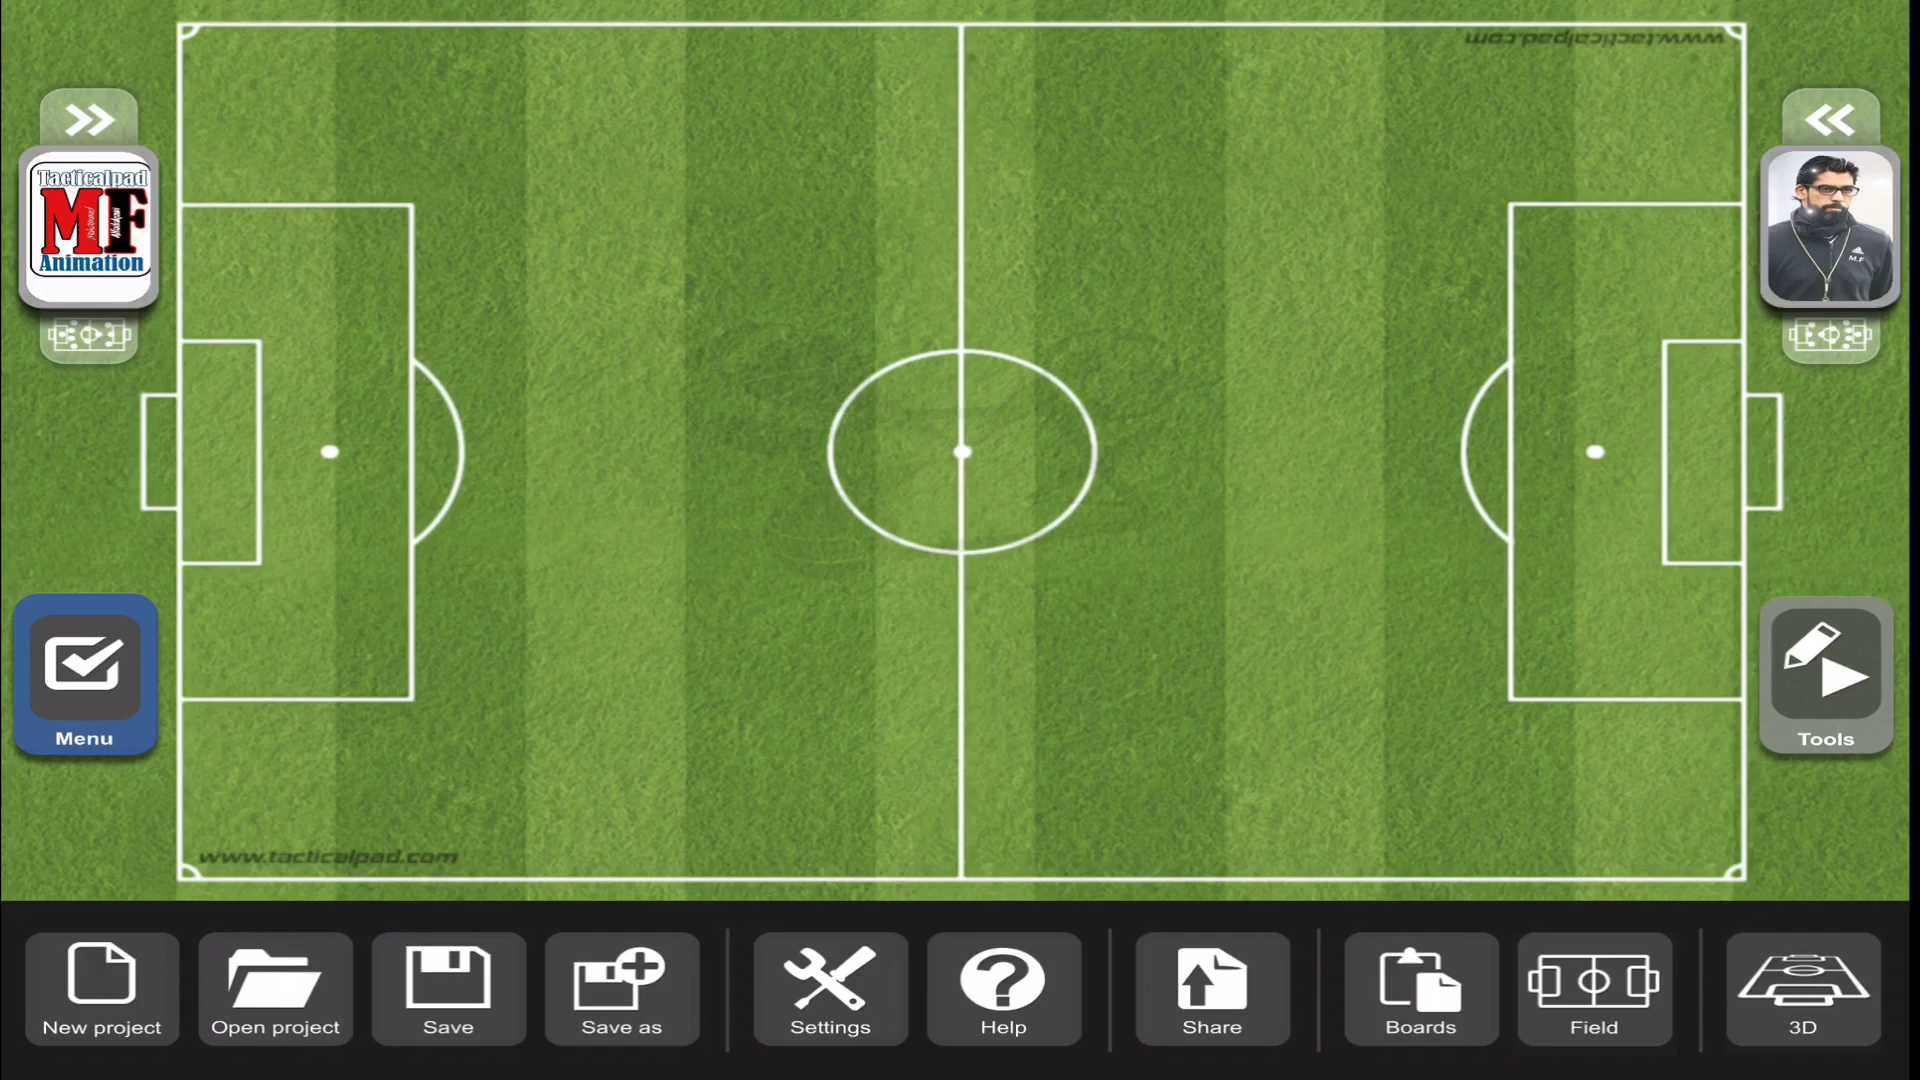 www.tacticalpad.com
Tacticalpad
MF
Animation
M.F
Menu
Tools
www.tacticalpad.com
New project
Open project
Save
Save as
Settings
Help
Share
Boards
Field
3D